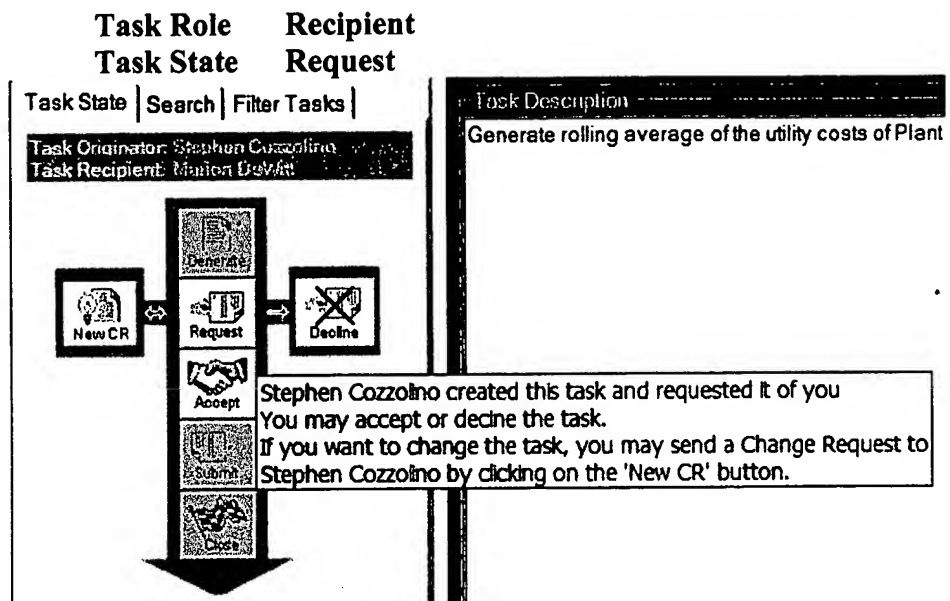 Task Role Recipient
Task State Request
Task State Search Filter Tasks
Task Description
Generate rolling average of the utility costs of Plant
Task Originator: Stephen Cozzolino
Task Recipient: Marion DeWitt
Generate
New CR
Request
Decline
Accept
Stephen Cozzolino created this task and requested it of you
You may accept or decine the task.
If you want to change the task, you may send a Change Request to
Stephen Cozzolino by clicking on the 'New CR' button.
Submit
Close